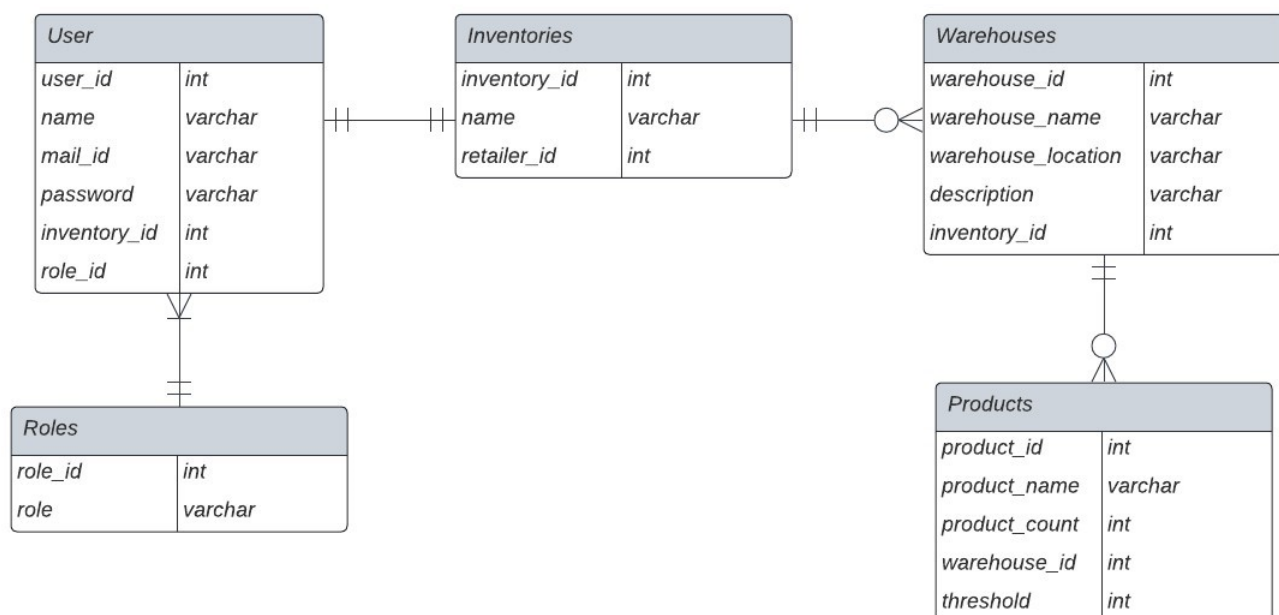 User
user_id int
name varchar
mail_id varchar
password varchar
inventory_id int
role_id int
Inventories
inventory_id int
name varchar
retailer_id int
Warehouses
warehouse_id int
warehouse_name varchar
warehouse_location varchar
description varchar
inventory_id int
Roles
role_id int
role varchar
Products
product_id int
product_name varchar
product_count int
warehouse_id int
threshold int